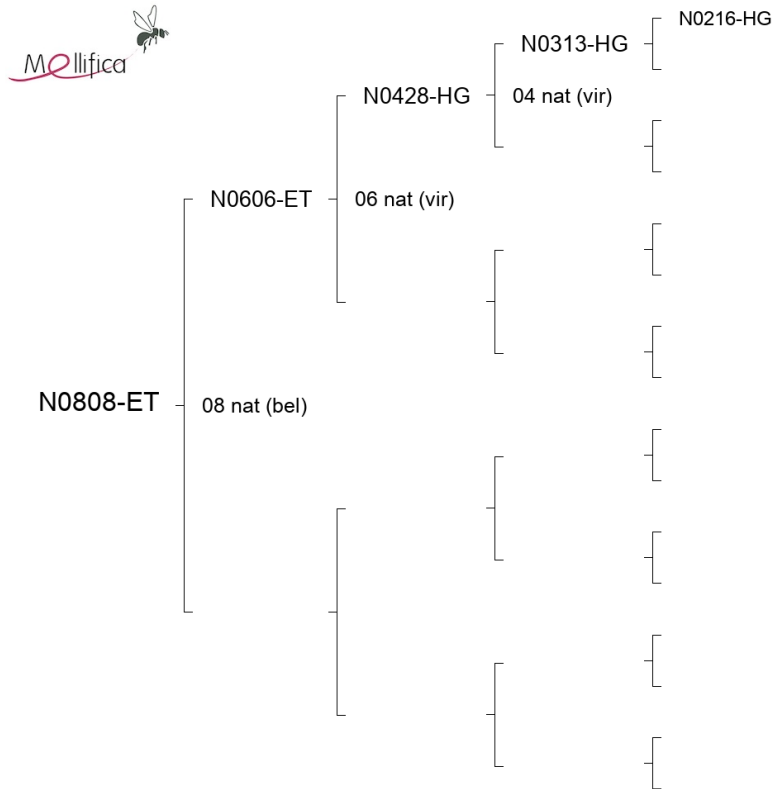 Mellifica
N0216-HG
N0313-HG
N0428-HG
04 nat (vir)
N0606-ET
06 nat (vir)
N0808-ET
08 nat (bel)